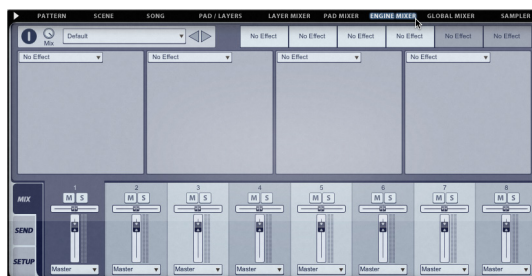 PATTERN SCENE SONG PAD / LAYERS LAYER MIXER PAD MIXER ENGINE MIXER GLOBAL MIXER SAMPLER
Mix Default No Effect No Effect No Effect No Effect No Effect No Effect
No Effect No Effect No Effect No Effect
1 2 3 4 5 6 7 8
MIX M S M S M S M S M S M S M S M S
SEND
SETUP
Master Master Master Master Master Master Master Master